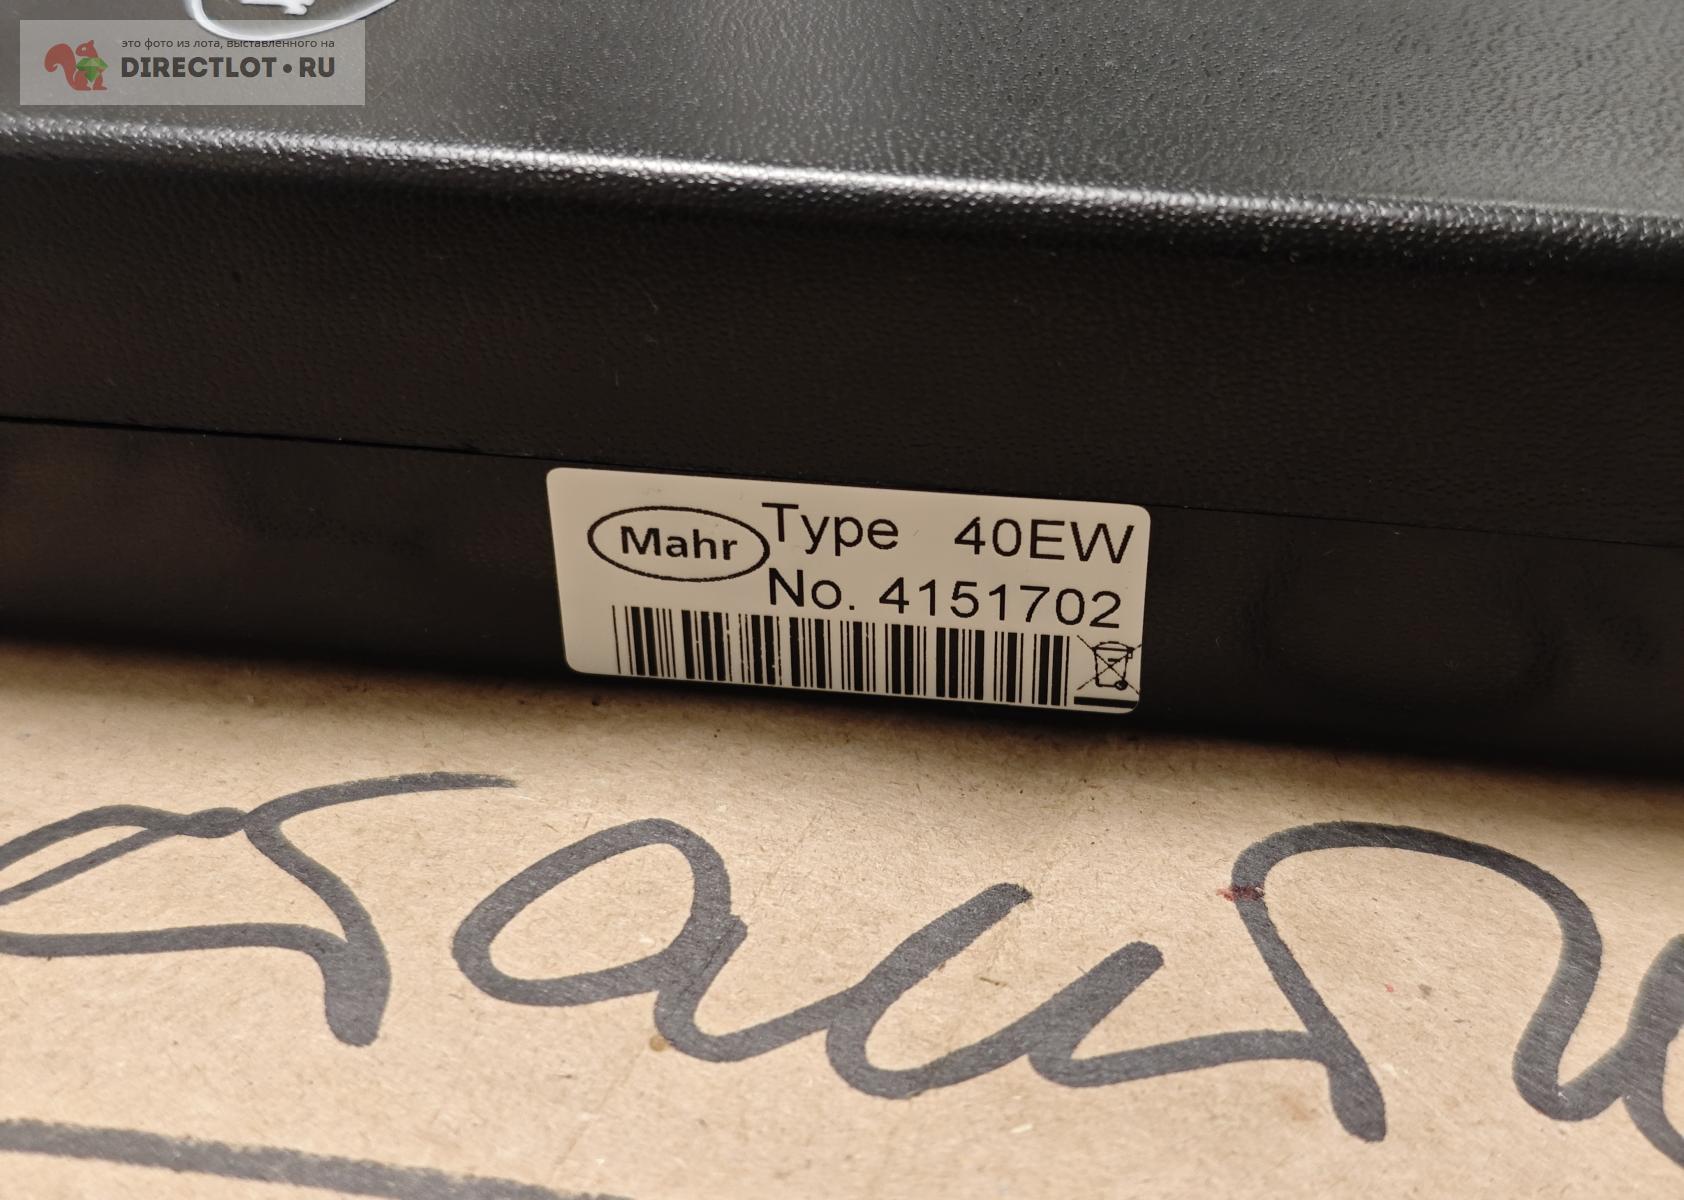 это фото из лота, выставленного на
DIRECTLOT•RU
Mahr Type 40EW
No. 4151702